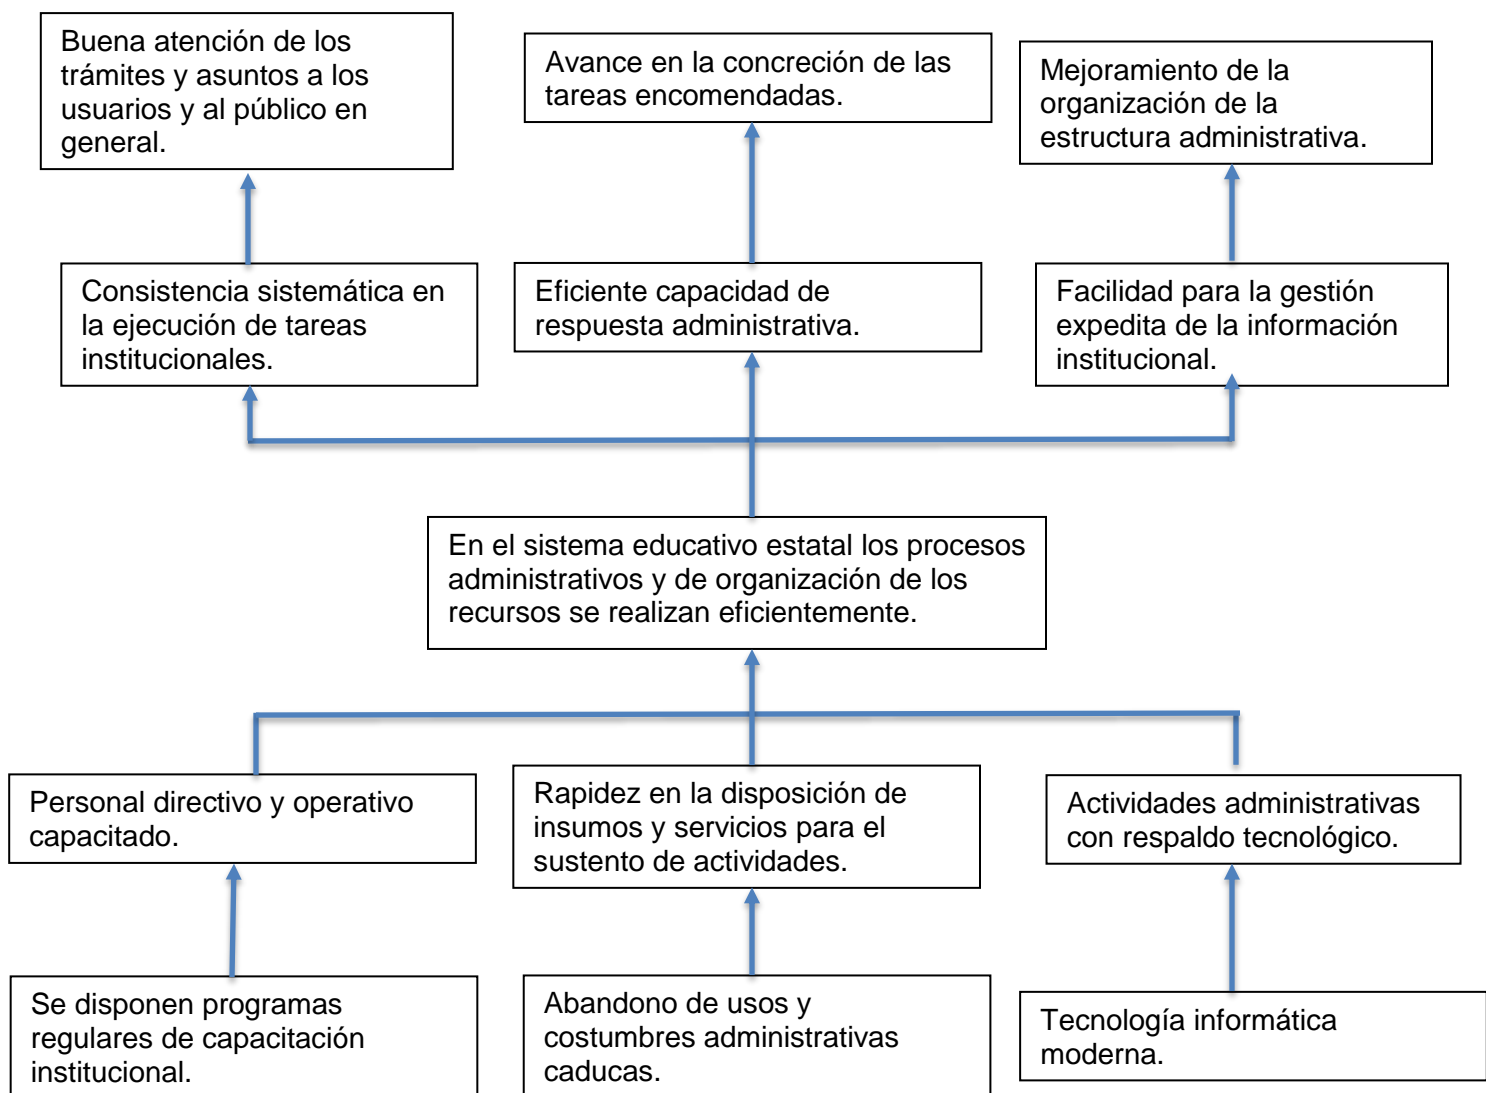 Buena atención de los
trámites y asuntos a los
usuarios y al público en
general.
Avance en la concreción de las
tareas encomendadas.
Mejoramiento de la
organización de la
estructura administrativa.
Consistencia sistemática en
la ejecución de tareas
institucionales.
Eficiente capacidad de
respuesta administrativa.
Facilidad para la gestión
expedita de la información
institucional.
En el sistema educativo estatal los procesos
administrativos y de organización de los
recursos se realizan eficientemente.
Personal directivo y operativo
capacitado.
Rapidez en la disposición de
insumos y servicios para el
sustento de actividades.
Actividades administrativas
con respaldo tecnológico.
Se disponen programas
regulares de capacitación
institucional.
Abandono de usos y
costumbres administrativas
caducas.
Tecnología informática
moderna.